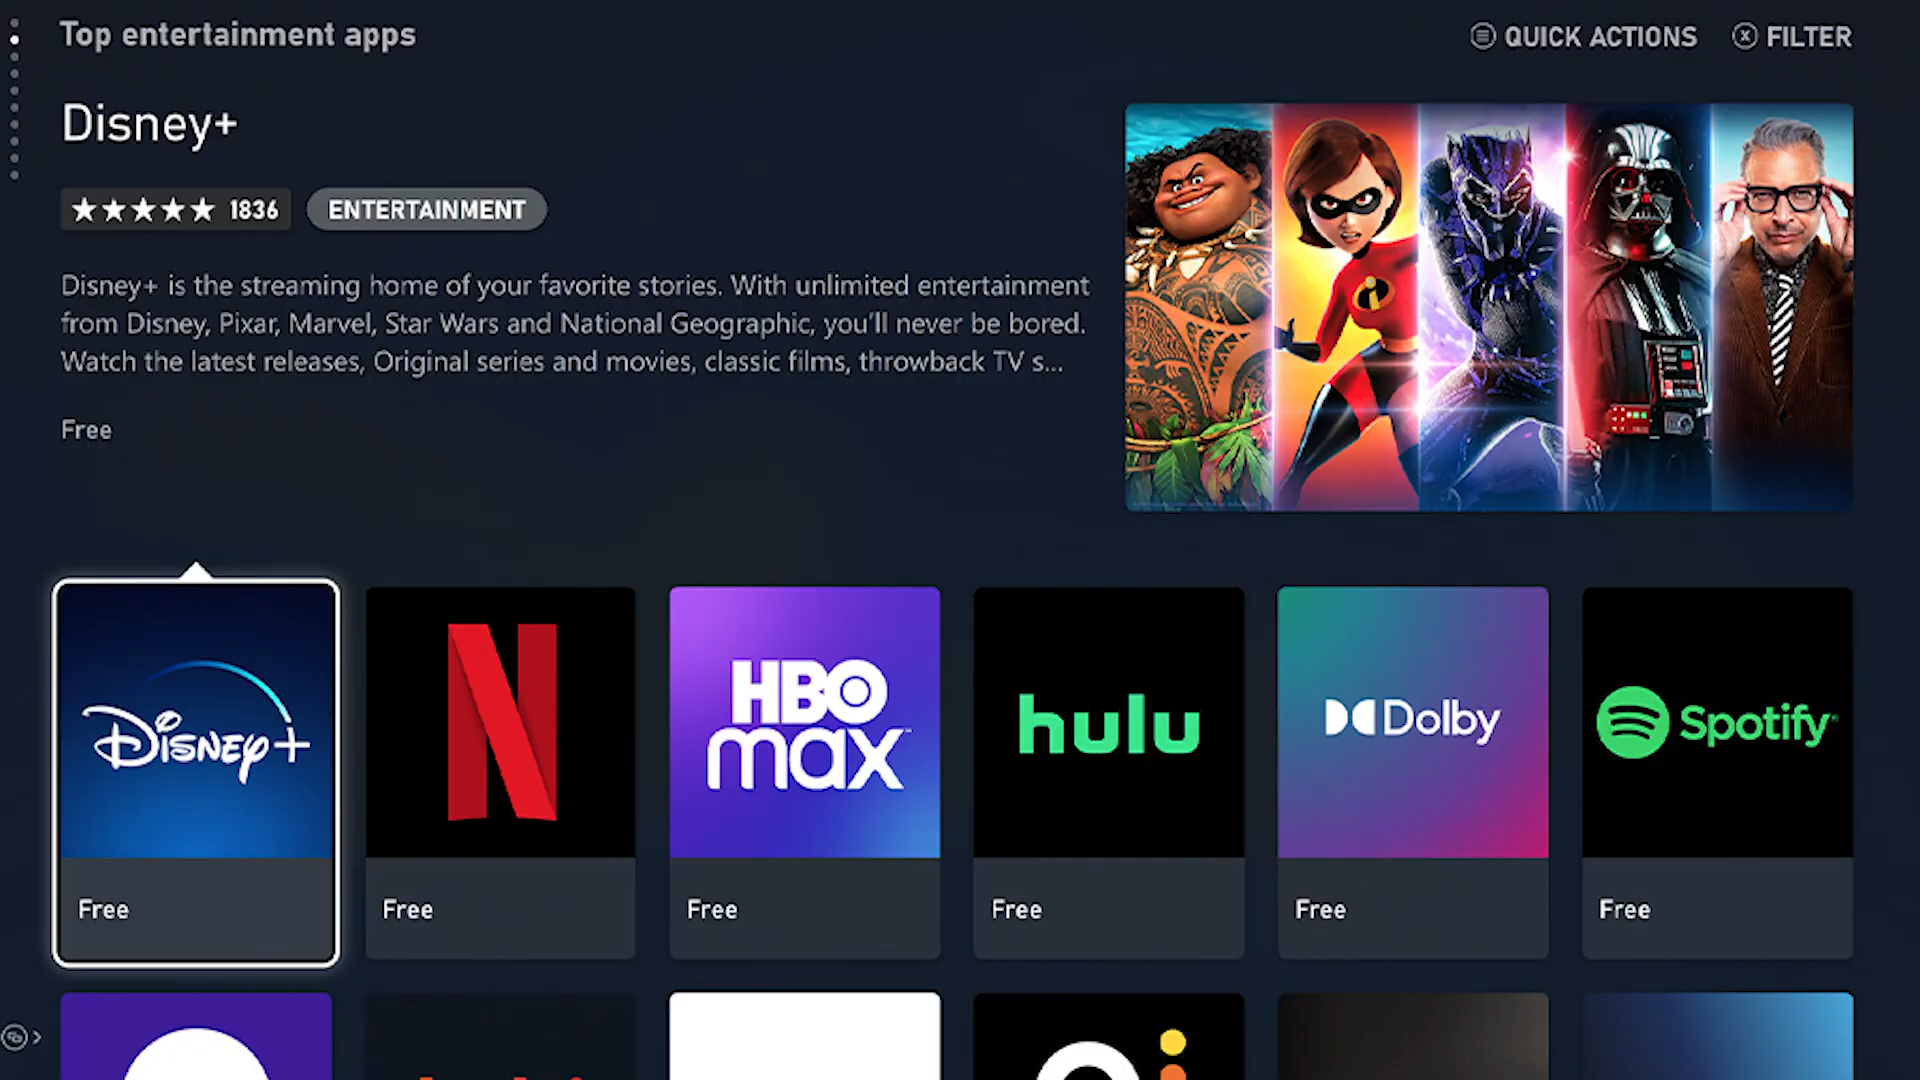 Top entertainment apps
QUICK ACTIONS
FILTER
Disney+
1836
ENTERTAINMENT
Disney+ is the streaming home of your favorite stories. With unlimited entertainment
from Disney, Pixar, Marvel, Star Wars and National Geographic, you'll never be bored.
Watch the latest releases, Original series and movies, classic films, throwback TV s...
Free
Disney+
N
HBO
max
hulu
Dolby
Spotify
Free
Free
Free
Free
Free
Free